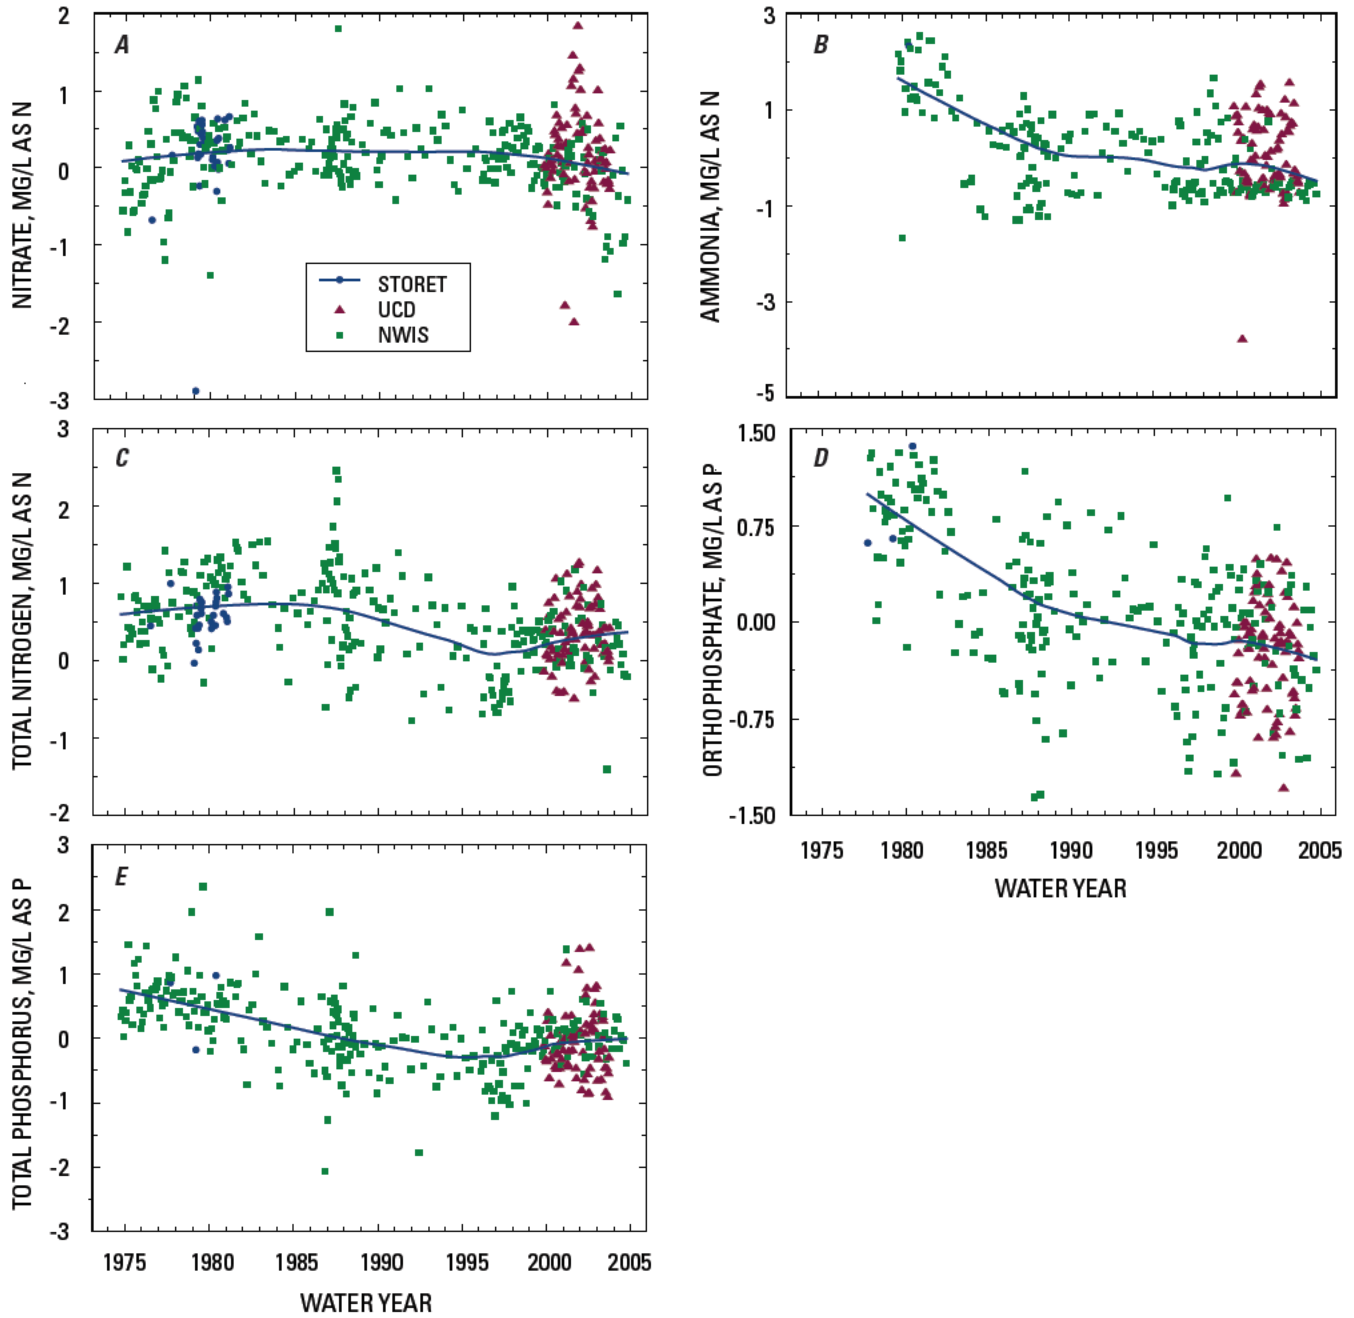 A
2
1
0
-1
-2
-3
NITRATE, MG/L AS N
STORET
UCD
NWIS
B
3
1
-1
-3
-5
AMMONIA, MG/L AS N
C
3
2
1
0
-1
-2
TOTAL NITROGEN, MG/L AS N
D
1.50
0.75
0.00
-0.75
-1.50
ORTHOPHOSPHATE, MG/L AS P
1975 1980 1985 1990 1995 2000 2005
WATER YEAR
E
3
2
1
0
-1
-2
-3
TOTAL PHOSPHORUS, MG/L AS P
1975 1980 1985 1990 1995 2000 2005
WATER YEAR